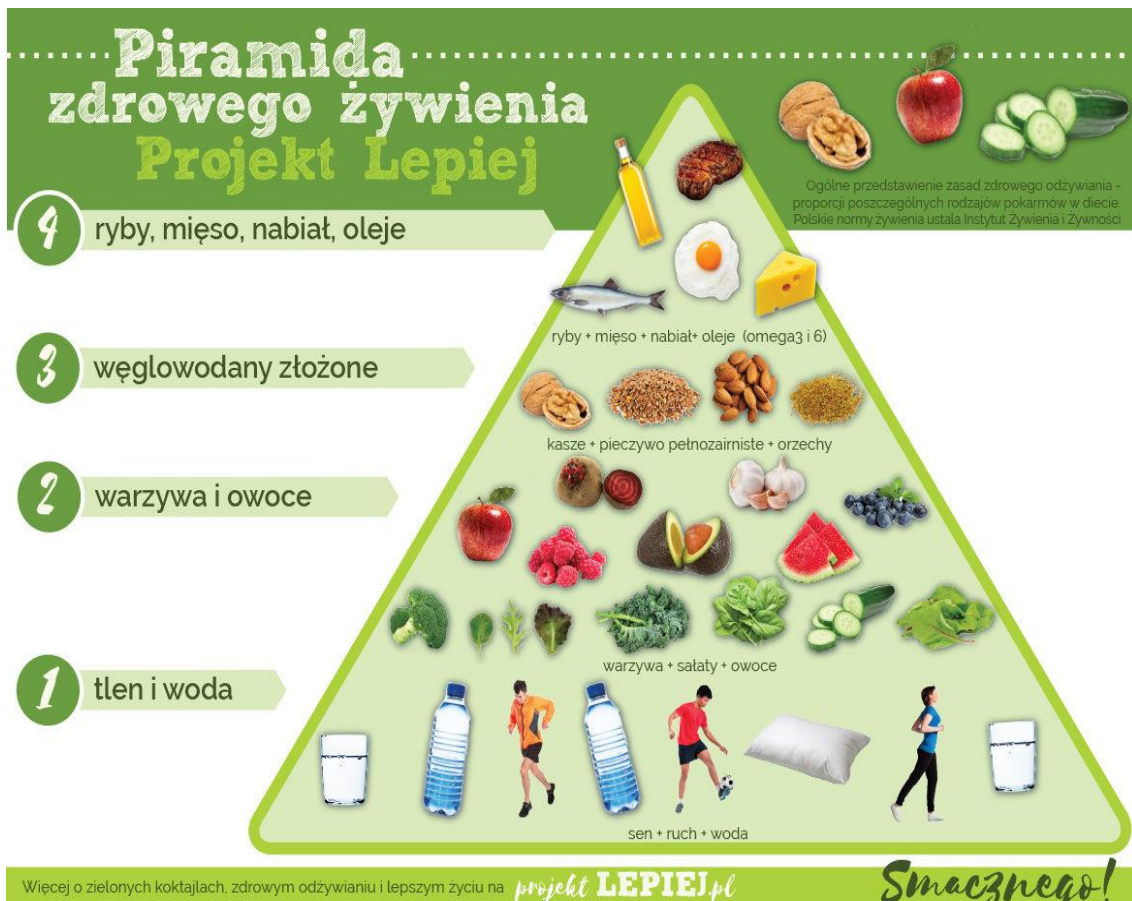 Piramida
zdrowego żywienia
Projekt Lepiej
Ogólne przedstawienie zasad zdrowego odżywiania -
proporcji poszczególnych rodzajów pokarmów w diecie.
Polskie normy żywienia ustala Instytut Żywienia i Żywności
4 ryby, mięso, nabiał, oleje
ryby + mięso + nabiał+ oleje (omega3 i 6)
3 węglowodany złożone
kasze + pieczywo pełnozairniste + orzechy
2 warzywa i owoce
warzywa + sałaty + owoce
1 tlen i woda
sen + ruch + woda
Więcej o zielonych koktajlach, zdrowym odżywianiu i lepszym życiu na projekt LEPIEJ.pl
Smacznego!